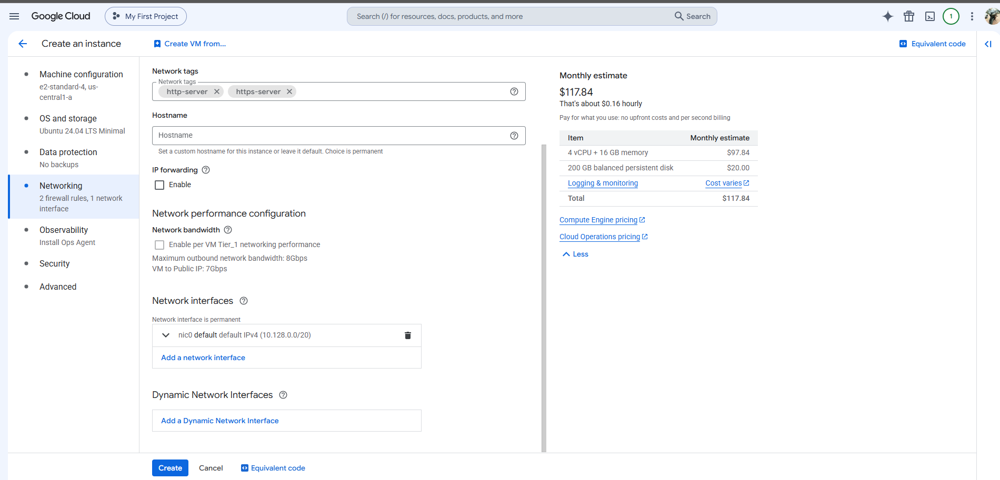 Google Cloud
My First Project
Search (/) for resources, docs, products, and more
Search
1
Create an instance
Create VM from...
Equivalent code
Machine configuration
e2-standard-4, us-
central1-a
OS and storage
Ubuntu 24.04 LTS Minimal
Data protection
No backups
Networking
2 firewall rules, 1 network
interface
Observability
Install Ops Agent
Security
Advanced
Network tags
Network tags
http-server
https-server
Hostname
Hostname
Set a custom hostname for this instance or leave it default. Choice is permanent
IP forwarding
Enable
Network performance configuration
Network bandwidth
Enable per VM Tier_1 networking performance
Maximum outbound network bandwidth: 8Gbps
VM to Public IP: 7Gbps
Network interfaces
Network interface is permanent
nic0 default default IPv4 (10.128.0.0/20)
Add a network interface
Dynamic Network Interfaces
Add a Dynamic Network Interface
Create
Cancel
Equivalent code
Monthly estimate
$117.84
That's about $0.16 hourly
Pay for what you use: no upfront costs and per second billing
Item Monthly estimate
4 vCPU + 16 GB memory $97.84
200 GB balanced persistent disk $20.00
Logging & monitoring Cost varies
Total $117.84
Compute Engine pricing
Cloud Operations pricing
Less